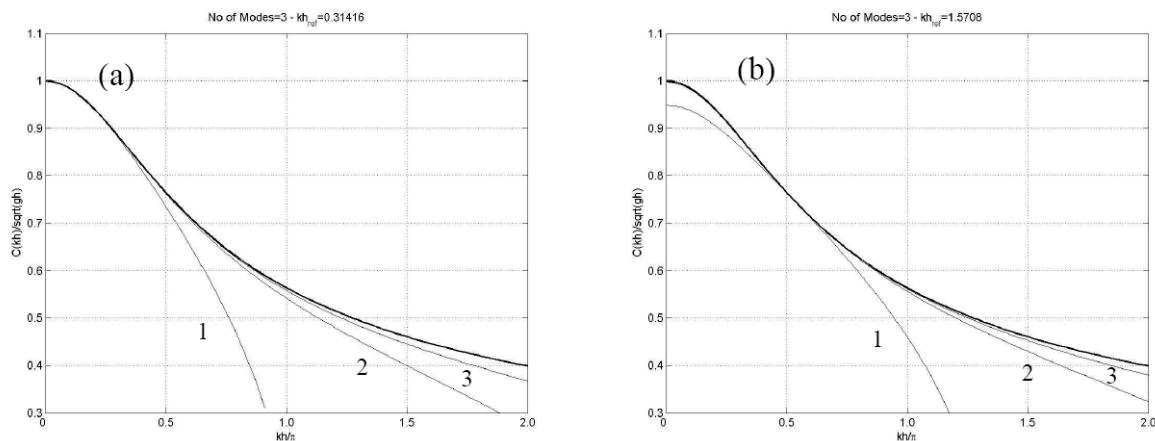 No of Modes=3 - kh_ref=0.31416
(a)
1.1
1
0.9
0.8
0.7
0.6
0.5
0.4
0.3
C(kh)/sqrt(gh)
1
2
3
0 0.5 1.0 1.5 2.0
kh/π
No of Modes=3 - kh_ref=1.5708
(b)
1.1
1
0.9
0.8
0.7
0.6
0.5
0.4
0.3
C(kh)/sqrt(gh)
1
2
3
0 0.5 1.0 1.5 2.0
kh/π